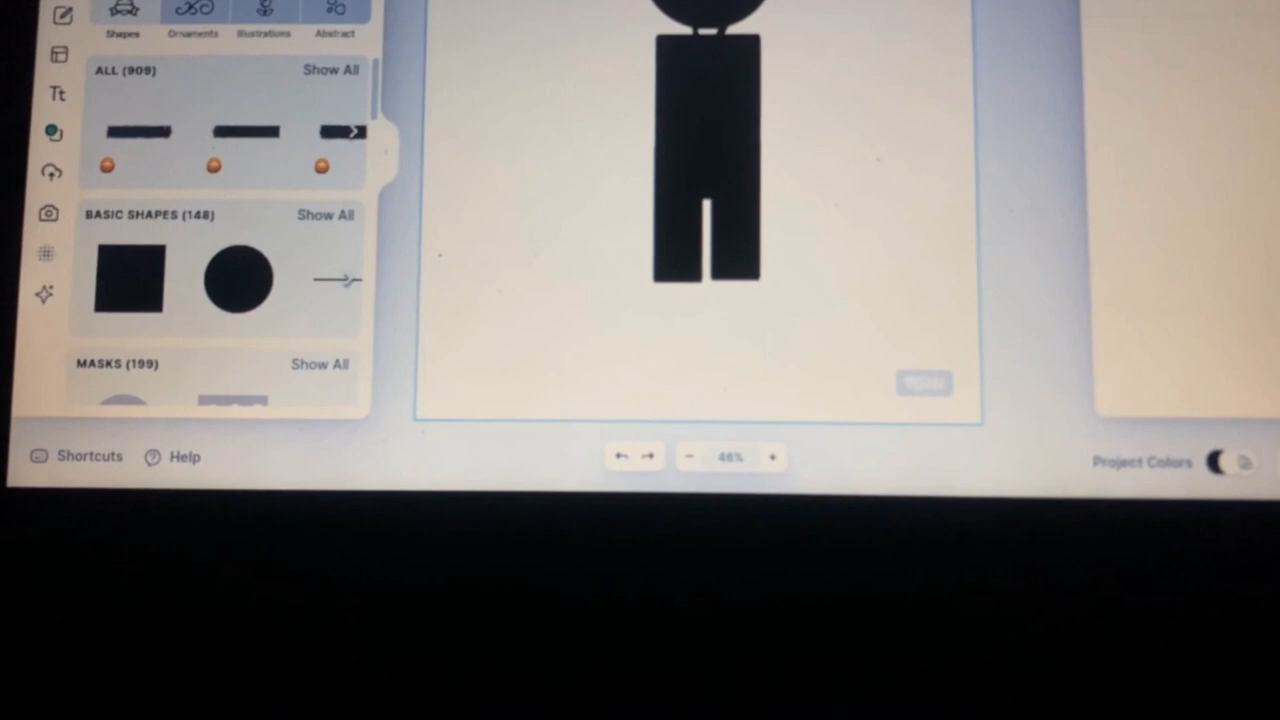 Shapes Ornaments Illustrations Abstract
ALL (909) Show All
Tt
BASIC SHAPES (148) Show All
MASKS (199) Show All
Shortcuts Help
46%
Project Colors